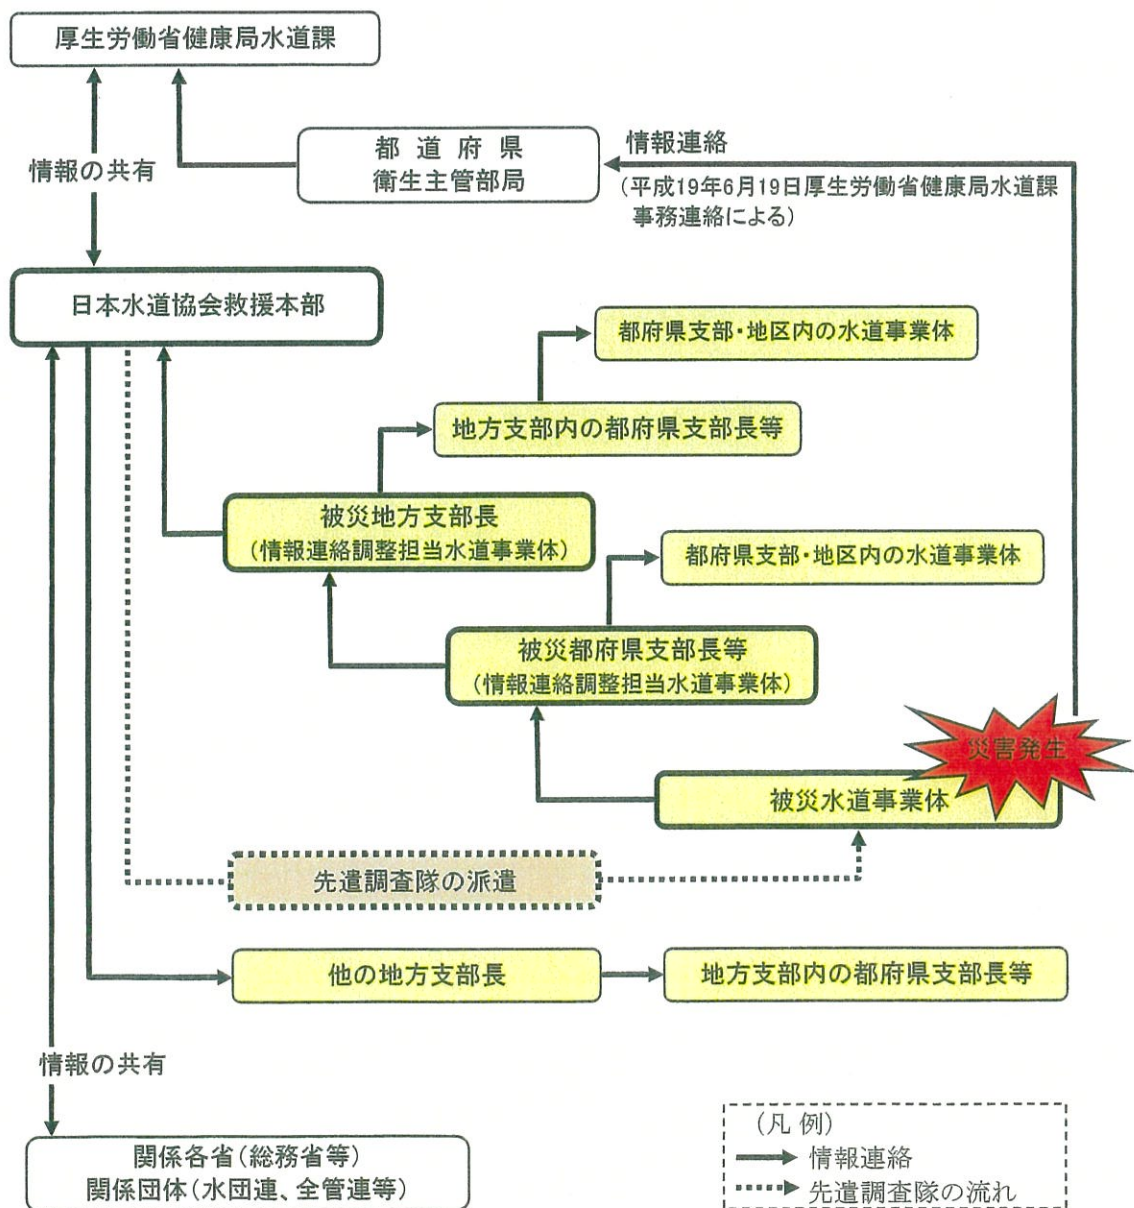 厚生労働省健康局水道課
都道府県
衛生主管部局
情報連絡
(平成19年6月19日厚生労働省健康局水道課
事務連絡による)
情報の共有
日本水道協会救援本部
都府県支部・地区内の水道事業体
地方支部内の都府県支部長等
被災地方支部長
(情報連絡調整担当水道事業体)
都府県支部・地区内の水道事業体
被災都府県支部長等
(情報連絡調整担当水道事業体)
災害発生
被災水道事業体
先遣調査隊の派遣
他の地方支部長
地方支部内の都府県支部長等
情報の共有
関係各省(総務省等)
関係団体(水団連、全管連等)
(凡 例)
情報連絡
先遣調査隊の流れ